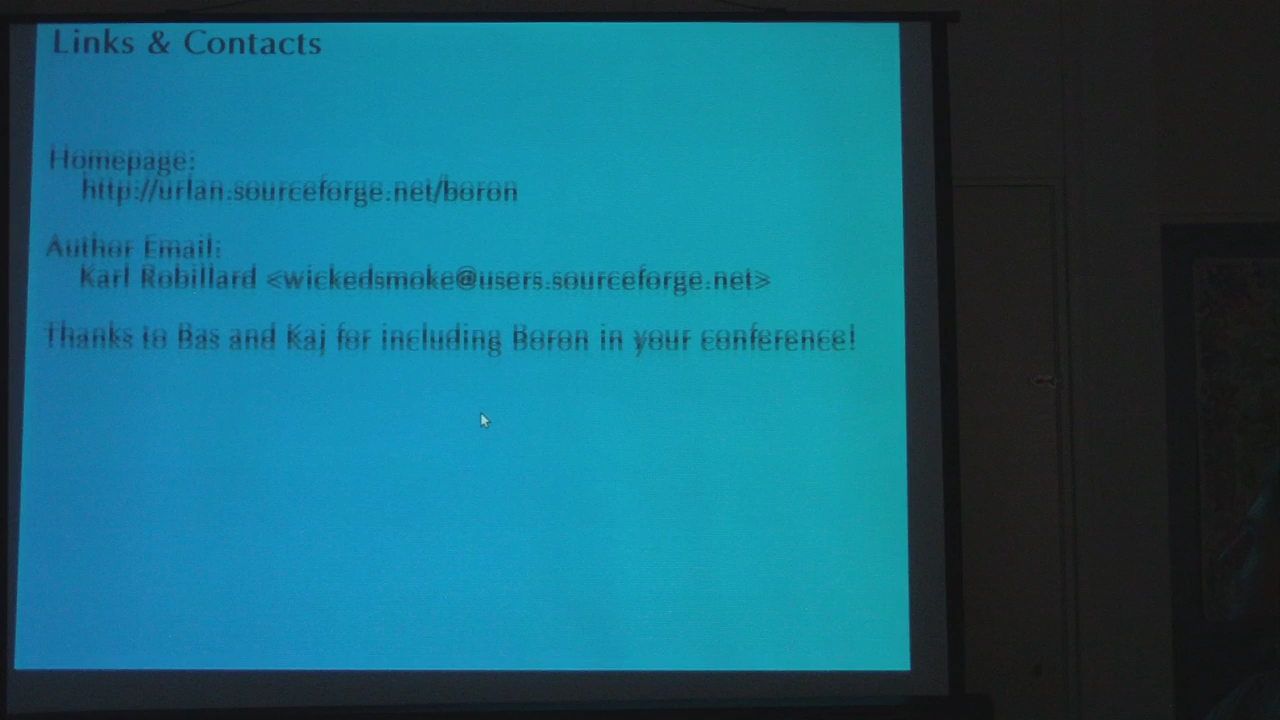 Links & Contacts
Homepage:
http://urlan.sourceforge.net/boron
Author Email:
Karl Robillard <wickedsmoke@users.sourceforge.net>
Thanks to Bas and Kaj for including Boron in your conference!